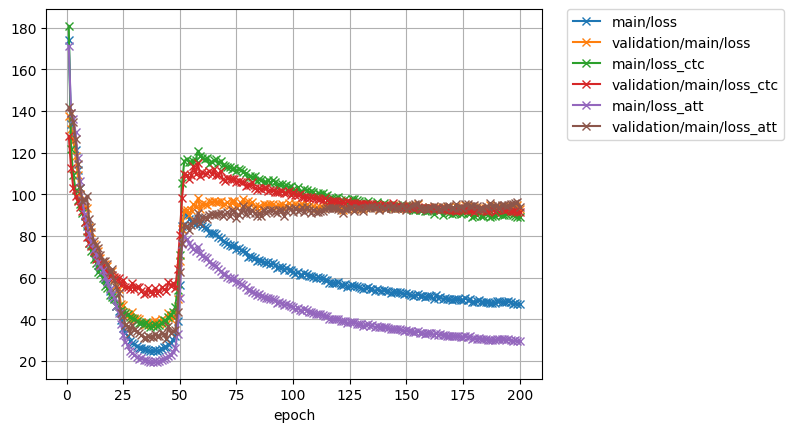 180
160
140
120
100
80
60
40
20
0
25
50
75
100
125
150
175
200
epoch
main/loss
validation/main/loss
main/loss_ctc
validation/main/loss_ctc
main/loss_att
validation/main/loss_att